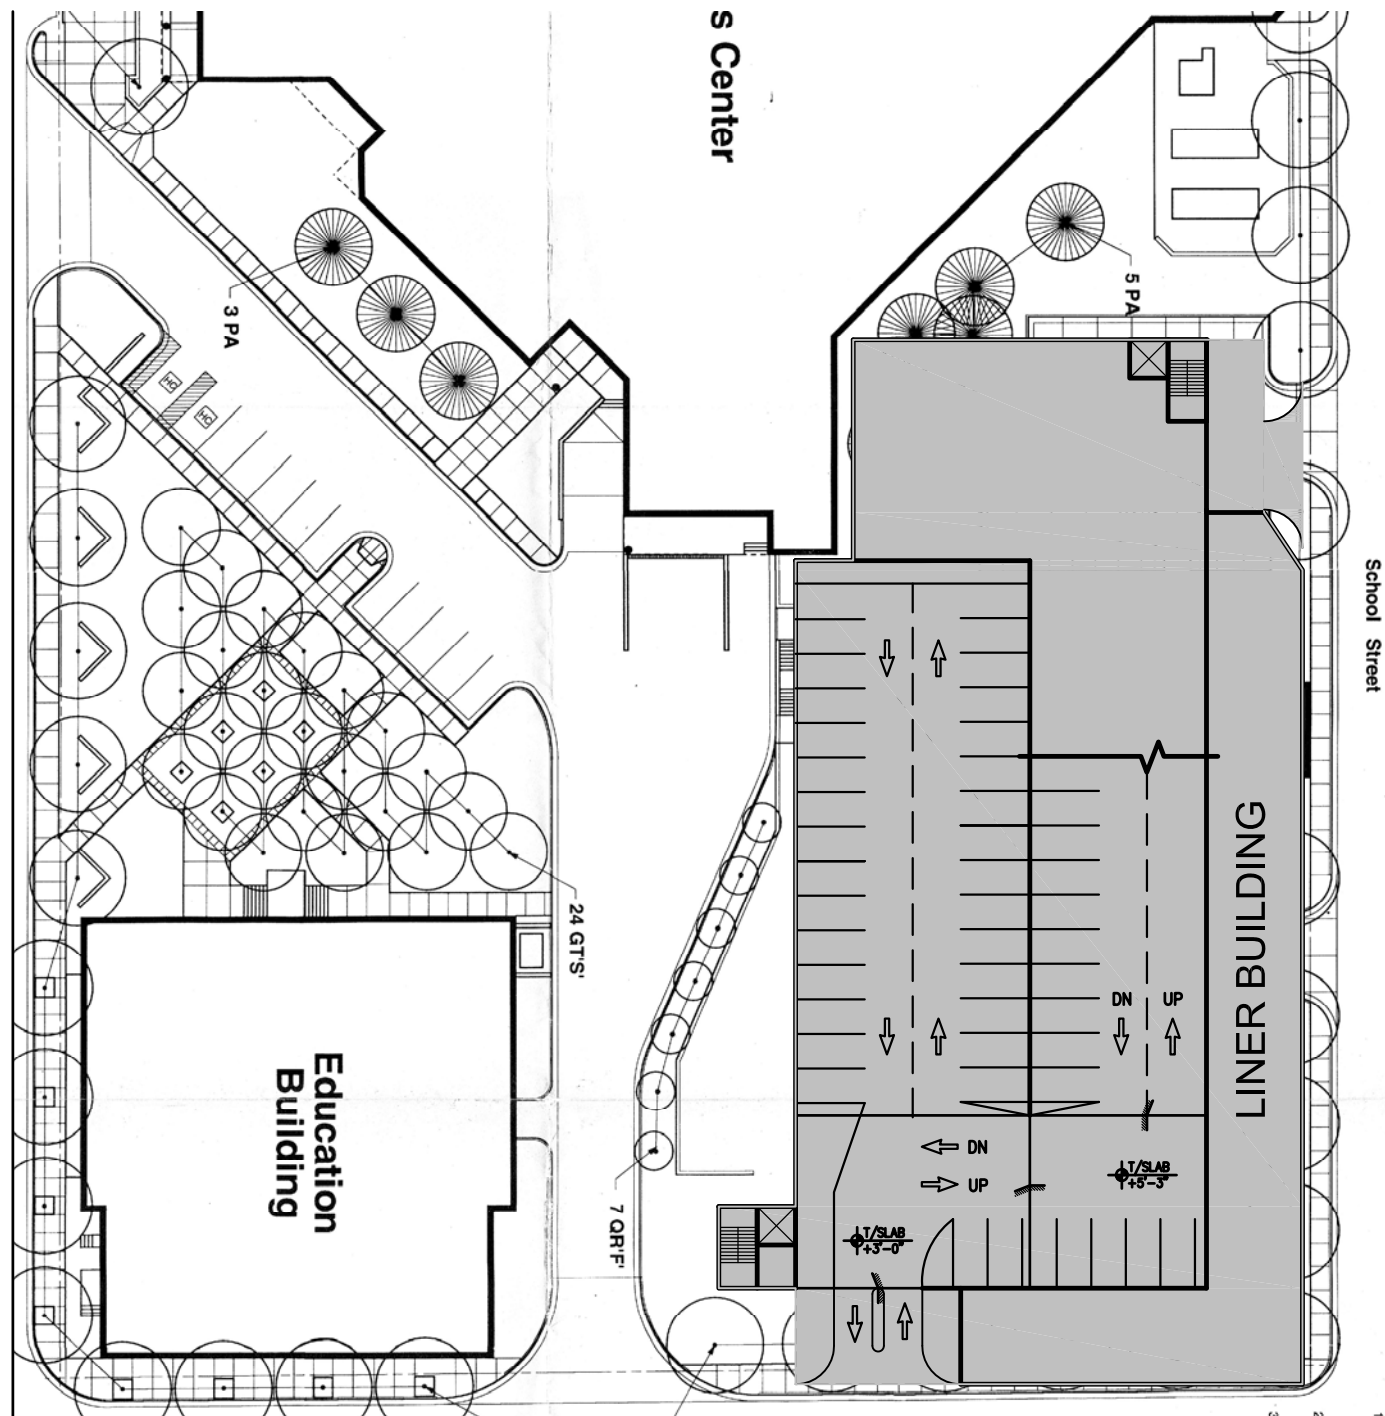 s Center
5 PA
3 PA
HC
HC
School Street
LINER BUILDING
24 GT'S'
DN
UP
Education
Building
DN
UP
T/SLAB
+5'-3"
7 QR'F'
T/SLAB
+3'-0"